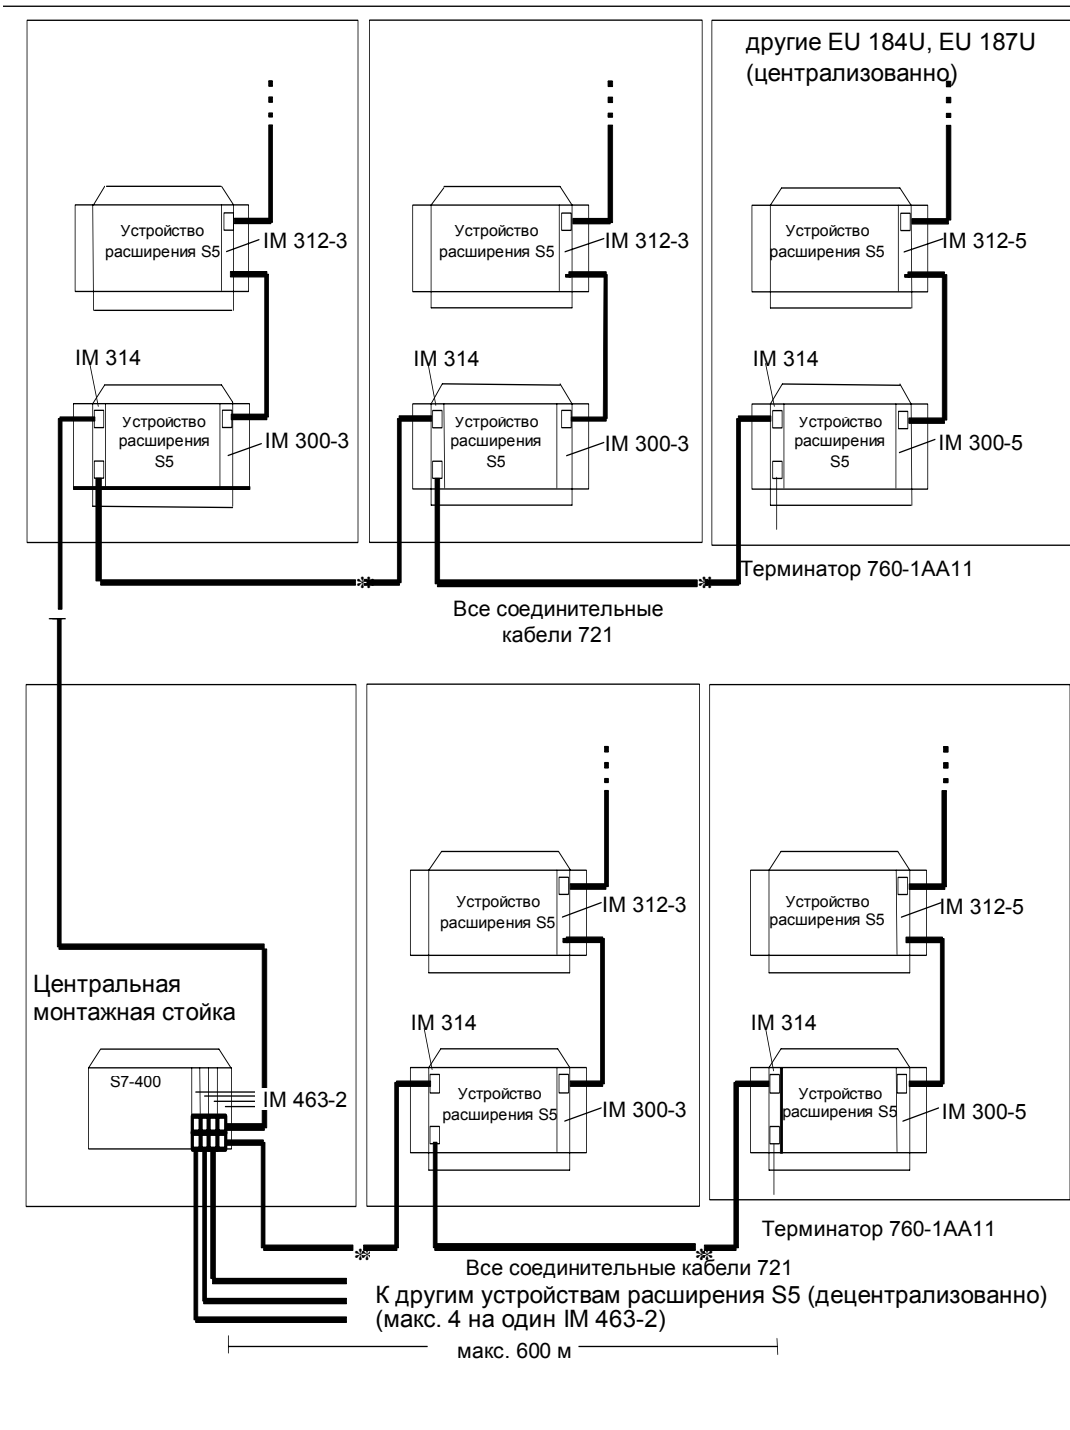 другие EU 184U, EU 187U
(централизованно)
Устройство
расширения S5
IM 312-3
Устройство
расширения S5
IM 312-3
Устройство
расширения S5
IM 312-5
IM 314
IM 314
IM 314
Устройство
расширения
S5
IM 300-3
Устройство
расширения
S5
IM 300-3
Устройство
расширения
S5
IM 300-5
Терминатор 760-1AA11
Все соединительные
кабели 721
Устройство
расширения S5
IM 312-3
Устройство
расширения S5
IM 312-5
Центральная
монтажная стойка
IM 314
IM 314
S7-400
IM 463-2
Устройство
расширения S5
IM 300-3
Устройство
расширения S5
IM 300-5
Терминатор 760-1AA11
Все соединительные кабели 721
К другим устройствам расширения S5 (децентрализованно)
(макс. 4 на один IM 463-2)
макс. 600 м